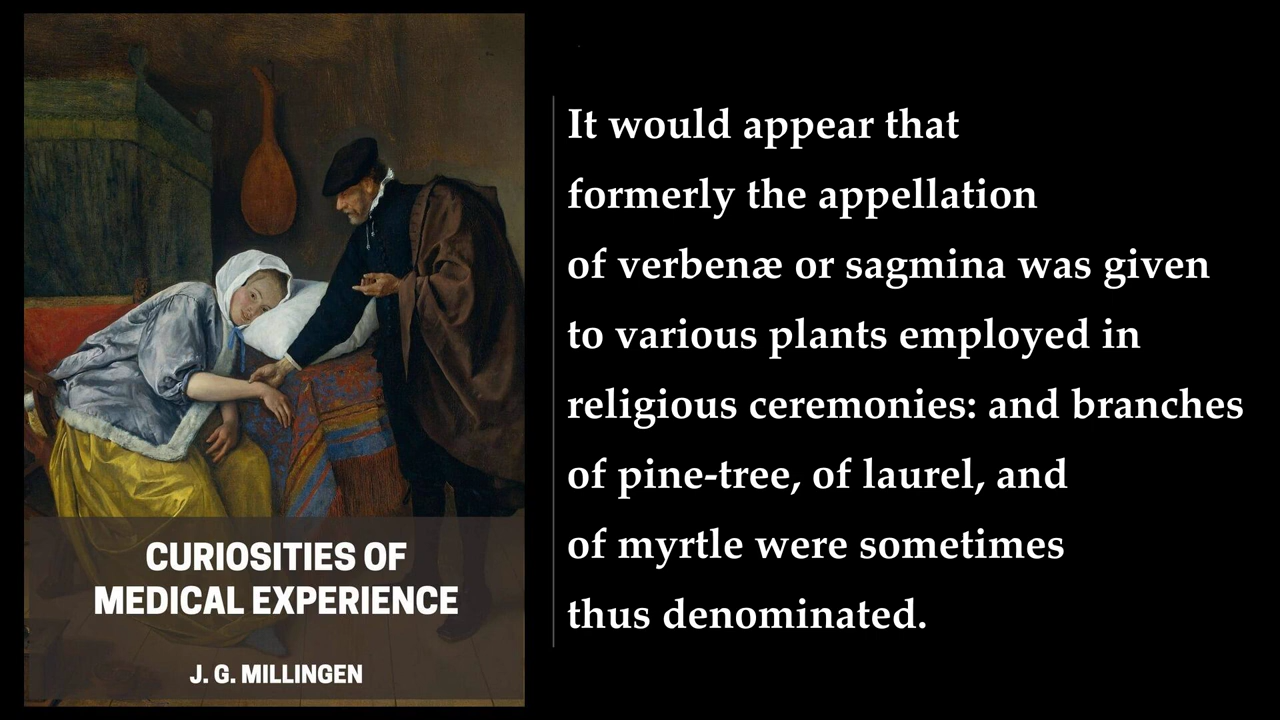 CURIOSITIES OF
MEDICAL EXPERIENCE
J. G. MILLINGEN
It would appear that
formerly the appellation
of verbenæ or sagmina was given
to various plants employed in
religious ceremonies: and branches
of pine-tree, of laurel, and
of myrtle were sometimes
thus denominated.